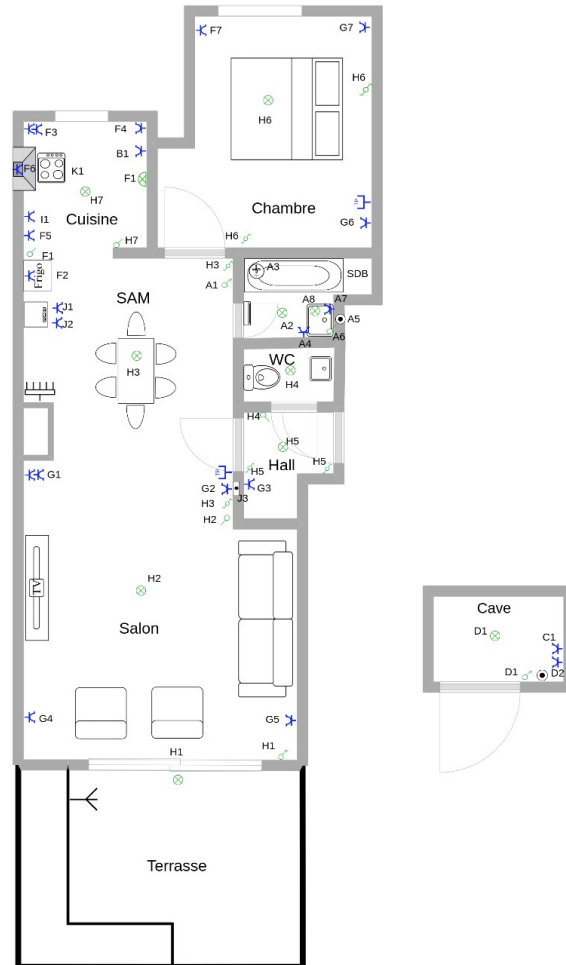 F7
G7
H6
H6
F3
F4
B1
F6
K1
F1
H7
Chambre
TP
I1
Cuisine
G6
F5
H7
H6
F1
H3
A3
SDB
Frigo
F2
A1
SAM
J1
A8
A7
J2
A2
A5
A4
A6
WC
H3
H4
H4
H5
Hall
TP
H5
H5
G1
G2
G3
J3
H3
H2
TV
H2
Salon
Cave
D1
C1
D1
D2
G4
G5
H1
H1
Terrasse